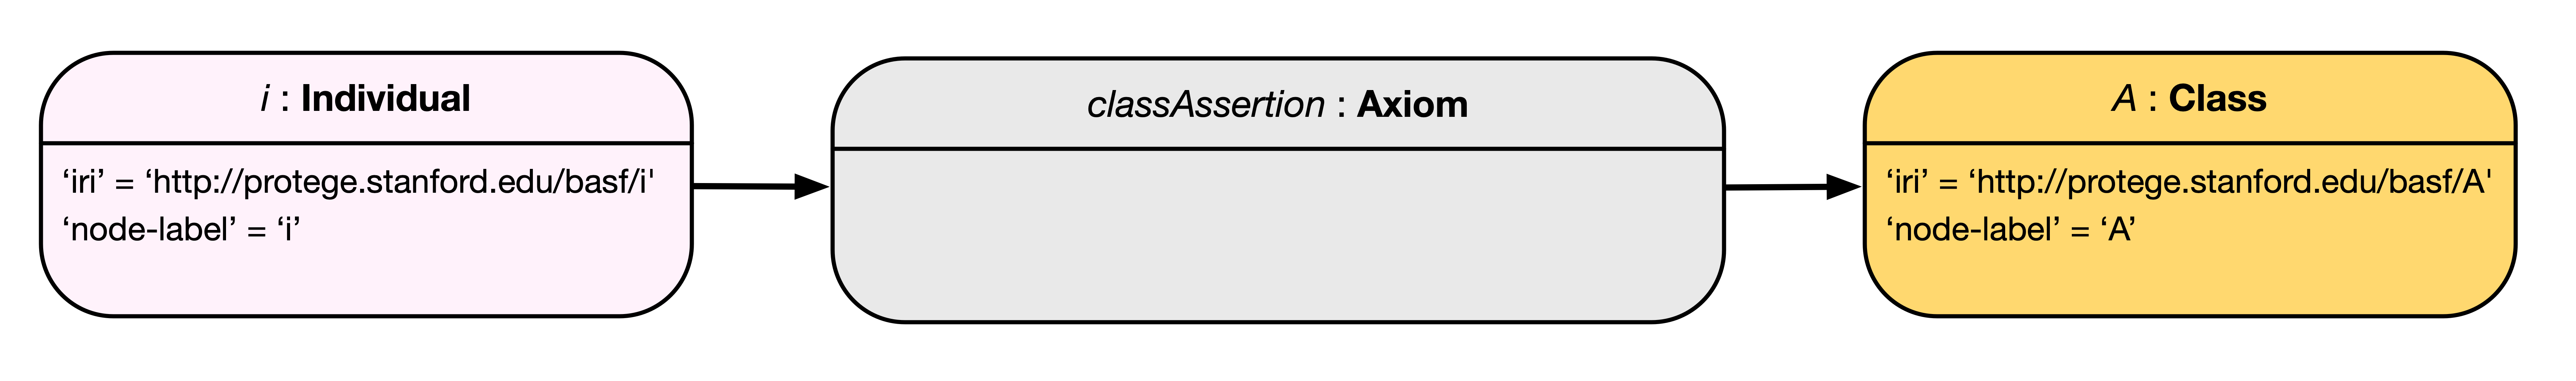 i : Individual
‘iri’ = ‘http://protege.stanford.edu/basf/i'
‘node-label’ = ‘i’
classAssertion : Axiom
A : Class
‘iri’ = ‘http://protege.stanford.edu/basf/A'
‘node-label’ = ‘A’